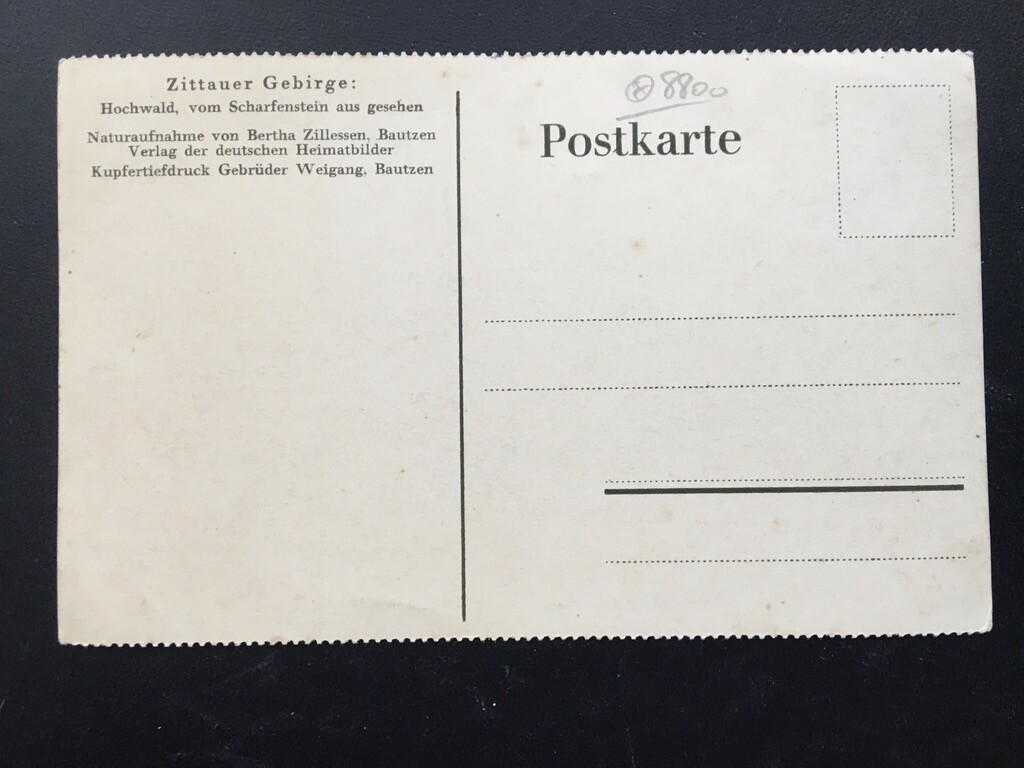 Zittauer Gebirge:
Hochwald, vom Scharfenstein aus gesehen
Naturaufnahme von Bertha Zillessen, Bautzen
Verlag der deutschen Heimatbilder
Kupfertiefdruck Gebrüder Weigang, Bautzen
8800
Postkarte